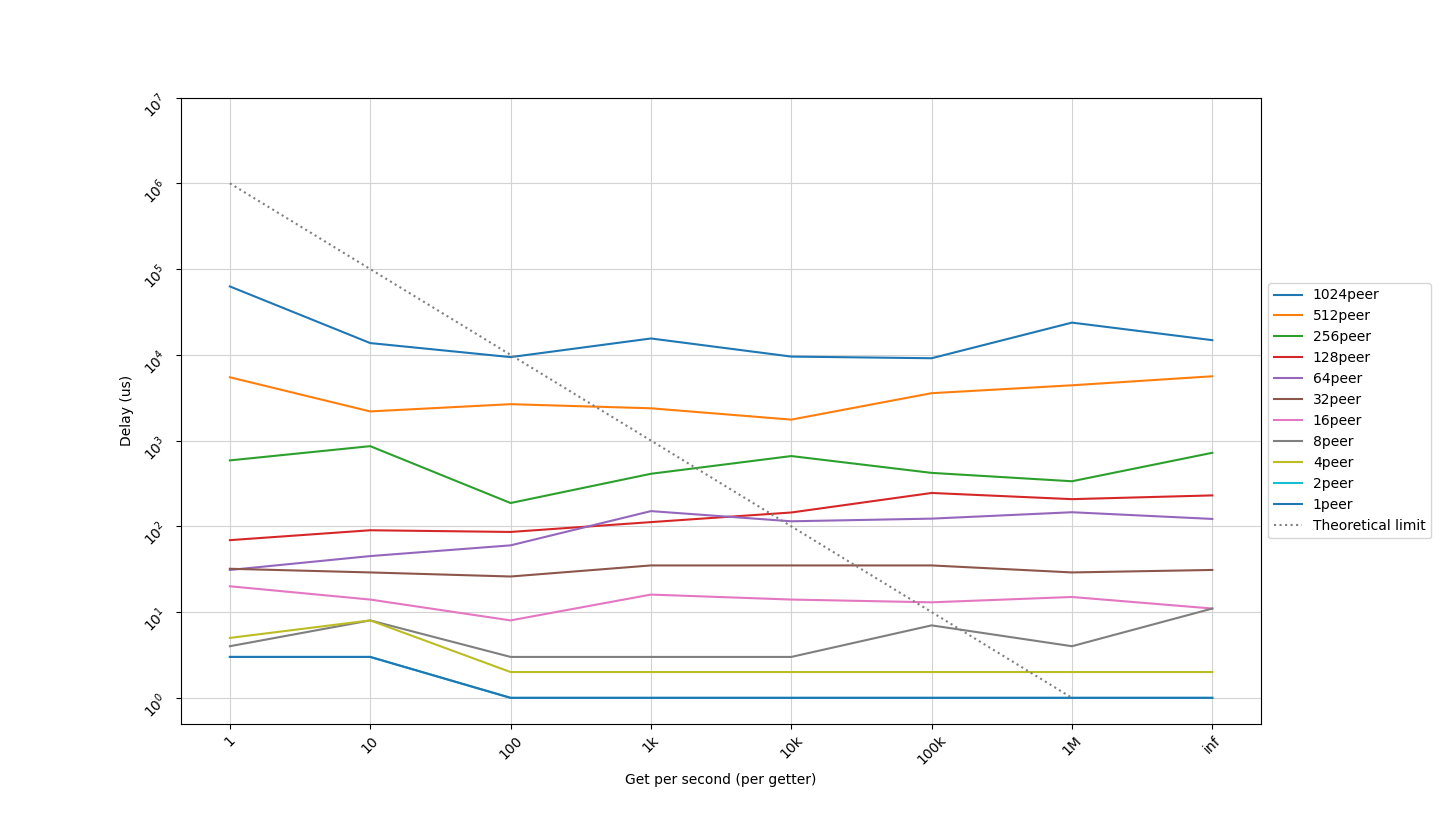 10^7
10^6
10^5
10^4
10^3
10^2
10^1
10^0
Delay (us)
1
10
100
1k
10k
100k
1M
inf
Get per second (per getter)
1024peer
512peer
256peer
128peer
64peer
32peer
16peer
8peer
4peer
2peer
1peer
Theoretical limit